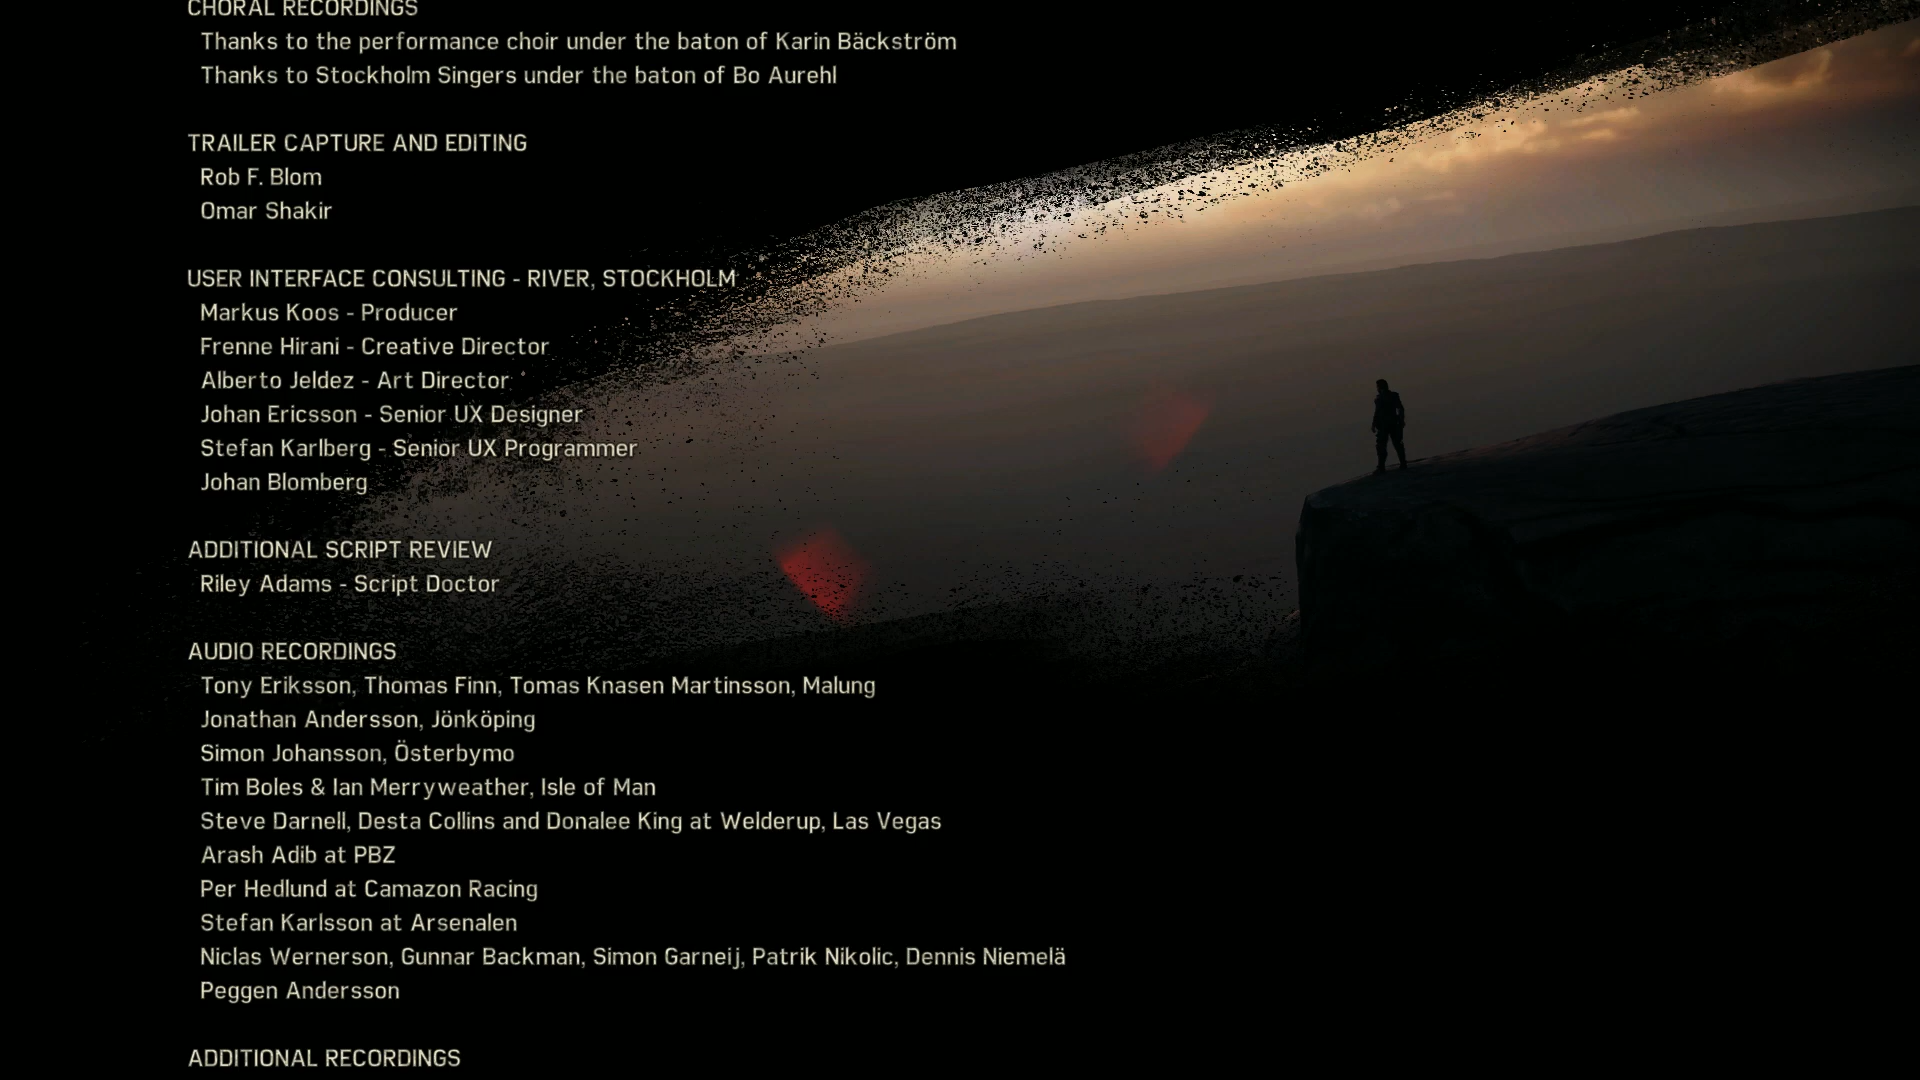 CHORAL RECORDINGS
Thanks to the performance choir under the baton of Karin Bäckström
Thanks to Stockholm Singers under the baton of Bo Aurehl
TRAILER CAPTURE AND EDITING
Rob F. Blom
Omar Shakir
USER INTERFACE CONSULTING - RIVER, STOCKHOLM
Markus Koos - Producer
Frenne Hirani - Creative Director
Alberto Jeldez - Art Director
Johan Ericsson - Senior UX Designer
Stefan Karlberg - Senior UX Programmer
Johan Blomberg
ADDITIONAL SCRIPT REVIEW
Riley Adams - Script Doctor
AUDIO RECORDINGS
Tony Eriksson, Thomas Finn, Tomas Knasen Martinsson, Malung
Jonathan Andersson, Jönköping
Simon Johansson, Österbymo
Tim Boles & Ian Merryweather, Isle of Man
Steve Darnell, Desta Collins and Donalee King at Welderup, Las Vegas
Arash Adib at PBZ
Per Hedlund at Camazon Racing
Stefan Karlsson at Arsenalen
Niclas Wernerson, Gunnar Backman, Simon Garneij, Patrik Nikolic, Dennis Niemelä
Peggen Andersson
ADDITIONAL RECORDINGS